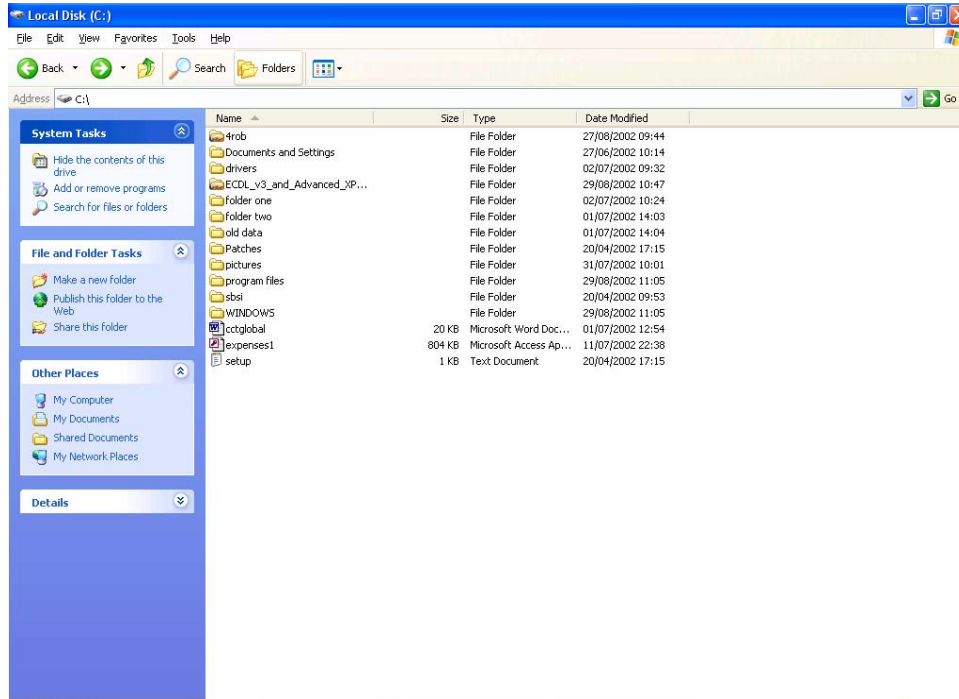 Local Disk (C:)
File Edit View Favorites Tools Help
Back Search Folders
Address C:\ Go
System Tasks
Hide the contents of this
drive
Add or remove programs
Search for files or folders
File and Folder Tasks
Make a new folder
Publish this folder to the
Web
Share this folder
Other Places
My Computer
My Documents
Shared Documents
My Network Places
Details
Name Size Type Date Modified
4rob File Folder 27/08/2002 09:44
Documents and Settings File Folder 27/06/2002 10:14
drivers File Folder 02/07/2002 09:32
ECDL_v3_and_Advanced_XP... File Folder 29/08/2002 10:47
folder one File Folder 02/07/2002 10:24
folder two File Folder 01/07/2002 14:03
old data File Folder 01/07/2002 14:04
Patches File Folder 20/04/2002 17:15
pictures File Folder 31/07/2002 10:01
program files File Folder 29/08/2002 11:05
sbsi File Folder 20/04/2002 09:53
WINDOWS File Folder 29/08/2002 11:05
cctglobal 20 KB Microsoft Word Doc... 01/07/2002 12:54
expenses1 804 KB Microsoft Access Ap... 11/07/2002 22:38
setup 1 KB Text Document 20/04/2002 17:15